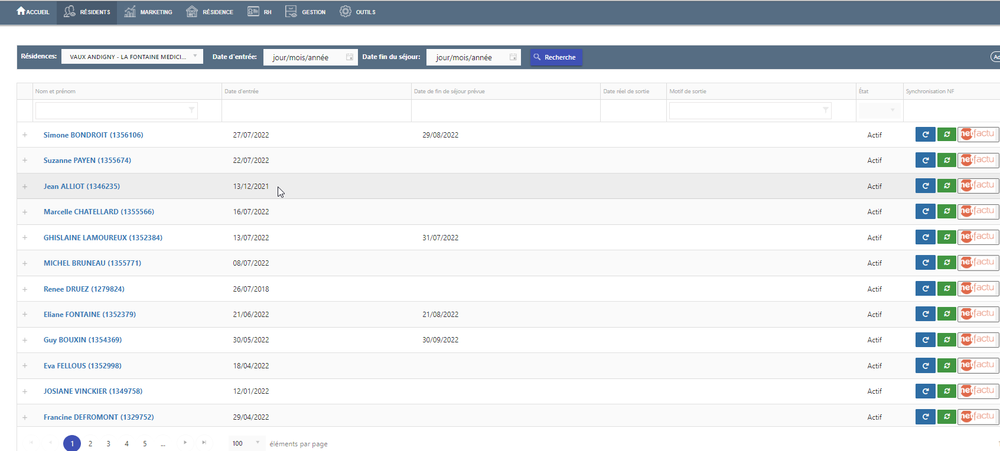 ACCUEIL RÉSIDENTS MARKETING RÉSIDENCE RH GESTION OUTILS
Résidences: VAUX ANDIGNY - LA FONTAINE MEDICI... Date d'entrée: jour/mois/année Date fin du séjour: jour/mois/année Recherche
Nom et prénom Date d'entrée Date de fin de séjour prévue Date réel de sortie Motif de sortie État Synchronisation NF
+ Simone BONDROIT (1356106) 27/07/2022 29/08/2022 Actif netfactu
+ Suzanne PAYEN (1355674) 22/07/2022 Actif netfactu
+ Jean ALLIOT (1346235) 13/12/2021 Actif netfactu
+ Marcelle CHATELLARD (1355566) 16/07/2022 Actif netfactu
+ GHISLAINE LAMOUREUX (1352384) 13/07/2022 31/07/2022 Actif netfactu
+ MICHEL BRUNEAU (1355771) 08/07/2022 Actif netfactu
+ Renee DRUEZ (1279824) 26/07/2018 Actif netfactu
+ Eliane FONTAINE (1352379) 21/06/2022 21/08/2022 Actif netfactu
+ Guy BOUXIN (1354369) 30/05/2022 30/09/2022 Actif netfactu
+ Eva FELLOUS (1352998) 18/04/2022 Actif netfactu
+ JOSIANE VINCKIER (1349758) 12/01/2022 Actif netfactu
+ Francine DEFROMONT (1329752) 29/04/2022 Actif netfactu
1 2 3 4 5 ... 100 éléments par page